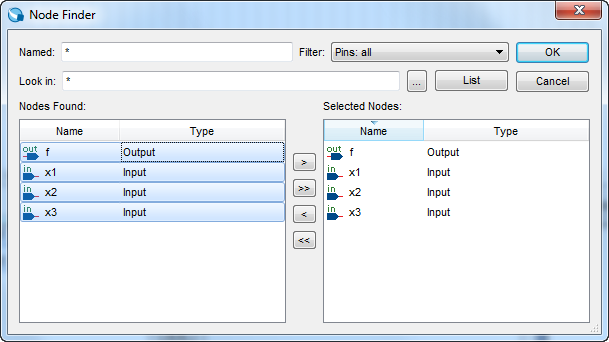 Node Finder
Named: * Filter: Pins: all OK
Look in: * ... List Cancel
Nodes Found: Selected Nodes:
Name Type Name Type
out f Output out f Output
in x1 Input in x1 Input
in x2 Input in x2 Input
in x3 Input in x3 Input
>
>>
<
<<